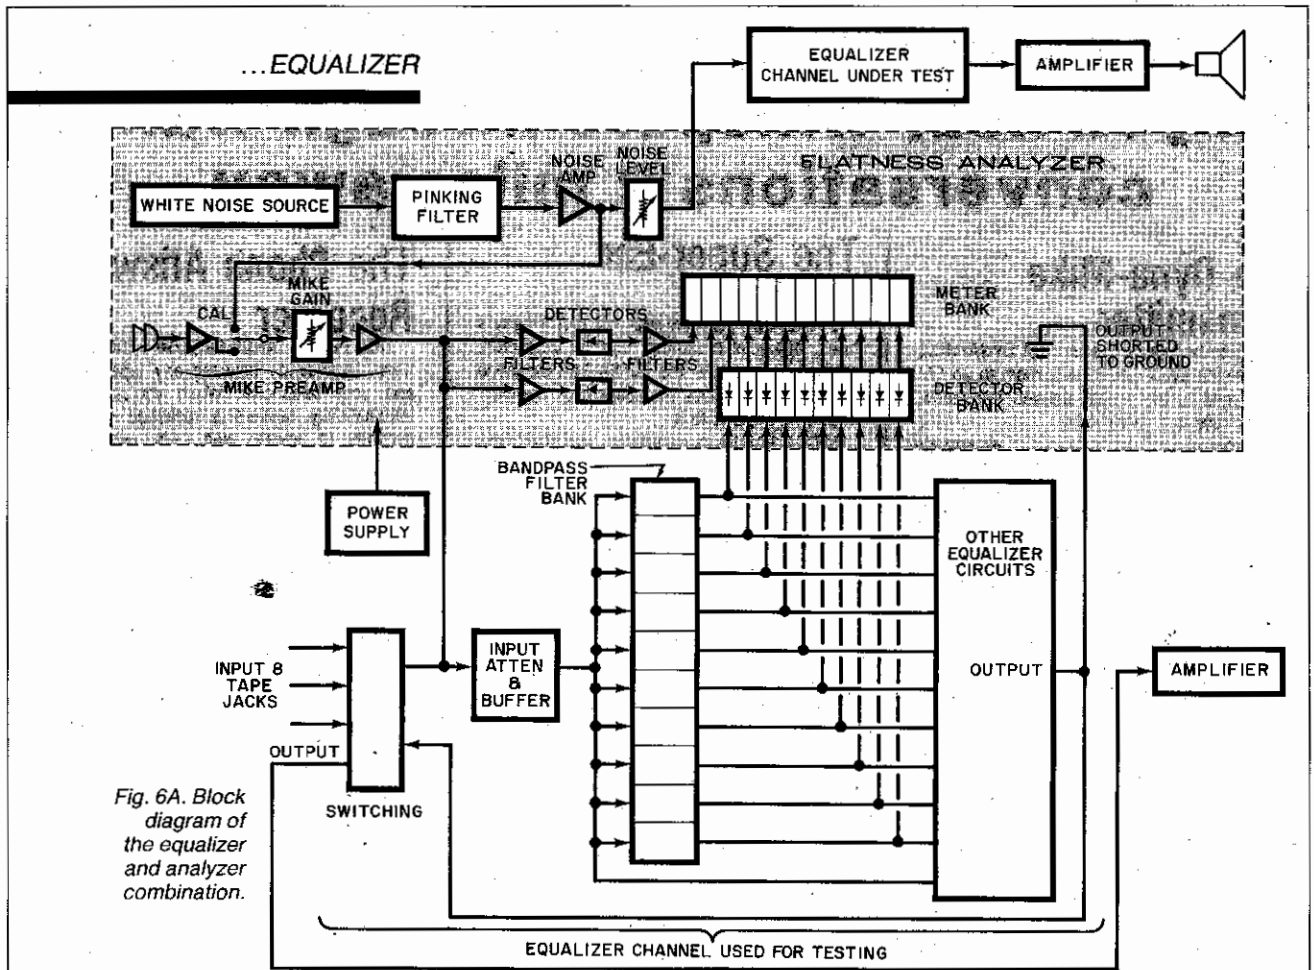 ...EQUALIZER
EQUALIZER
CHANNEL UNDER TEST
AMPLIFIER
FLATNESS ANALYZER
NOISE
AMP
NOISE
LEVEL
WHITE NOISE SOURCE
PINKING
FILTER
CAL
MIKE
GAIN
MIKE PREAMP
DETECTORS
FILTERS
FILTERS
METER
BANK
DETECTOR
BANK
OUTPUT
SHORTED
TO GROUND
POWER
SUPPLY
BANDPASS
FILTER
BANK
OTHER
EQUALIZER
CIRCUITS
INPUT 8
TAPE
JACKS
OUTPUT
SWITCHING
INPUT
ATTEN
8
BUFFER
OUTPUT
AMPLIFIER
Fig. 6A. Block
diagram of
the equalizer
and analyzer
combination.
EQUALIZER CHANNEL USED FOR TESTING